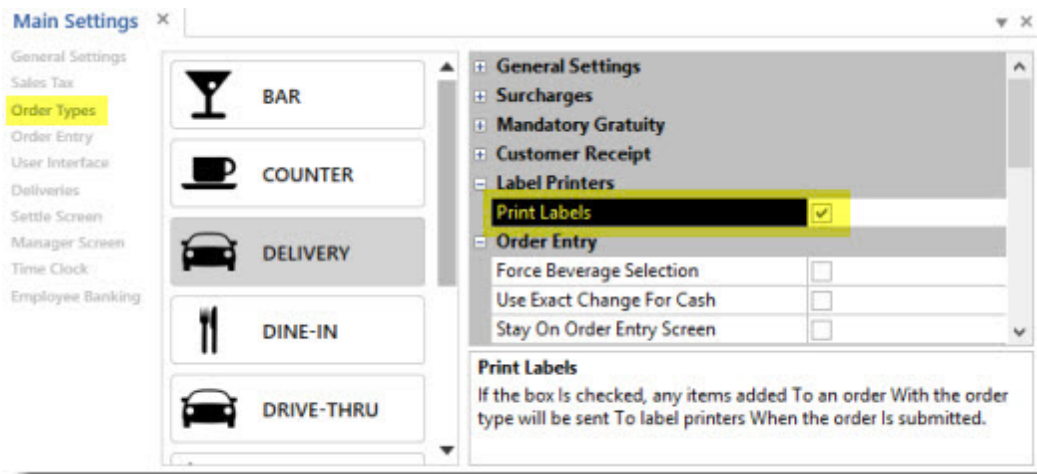 Main Settings
General Settings
Sales Tax
Order Types
Order Entry
User Interface
Deliveries
Settle Screen
Manager Screen
Time Clock
Employee Banking
BAR
COUNTER
DELIVERY
DINE-IN
DRIVE-THRU
General Settings
Surcharges
Mandatory Gratuity
Customer Receipt
Label Printers
Print Labels
Order Entry
Force Beverage Selection
Use Exact Change For Cash
Stay On Order Entry Screen
Print Labels
If the box Is checked, any items added To an order With the order
type will be sent To label printers When the order Is submitted.